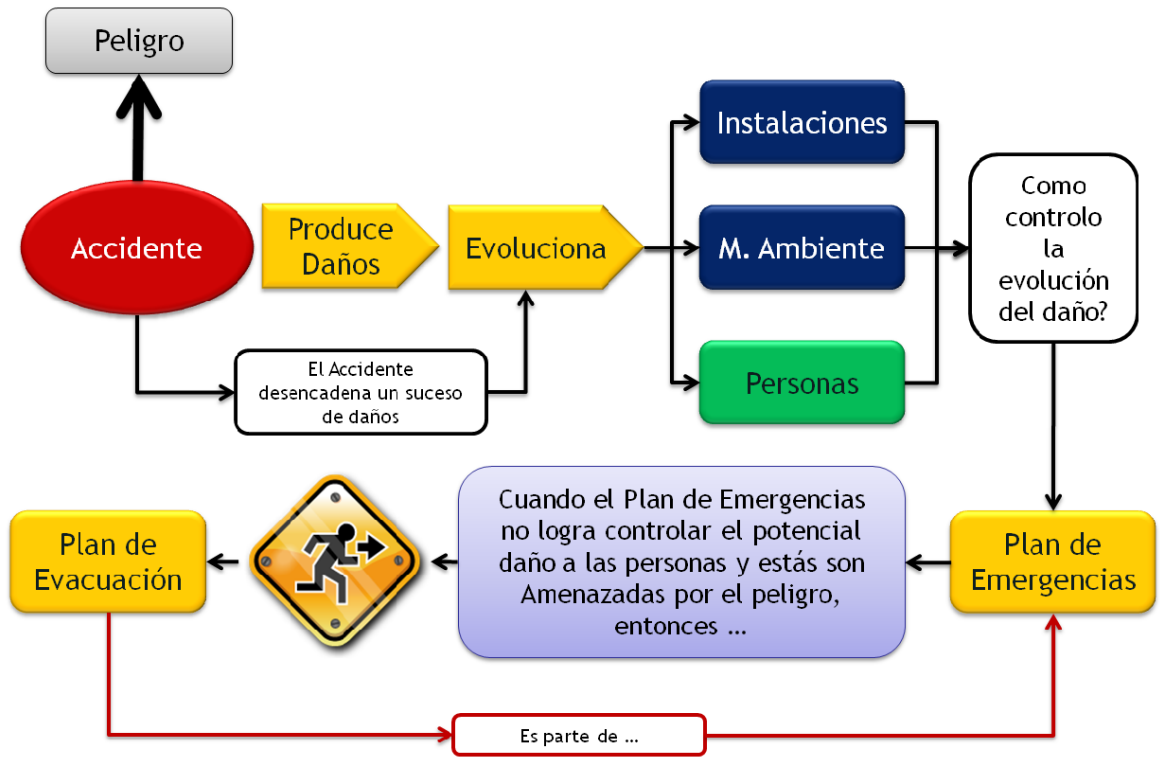 Peligro
Accidente
Produce
Daños
Evoluciona
El Accidente
desencadena un suceso
de daños
Instalaciones
M. Ambiente
Personas
Como
controlo
la
evolución
del daño?
Plan de
Emergencias
Cuando el Plan de Emergencias
no logra controlar el potencial
daño a las personas y estás son
Amenazadas por el peligro,
entonces ...
Plan de
Evacuación
Es parte de ...